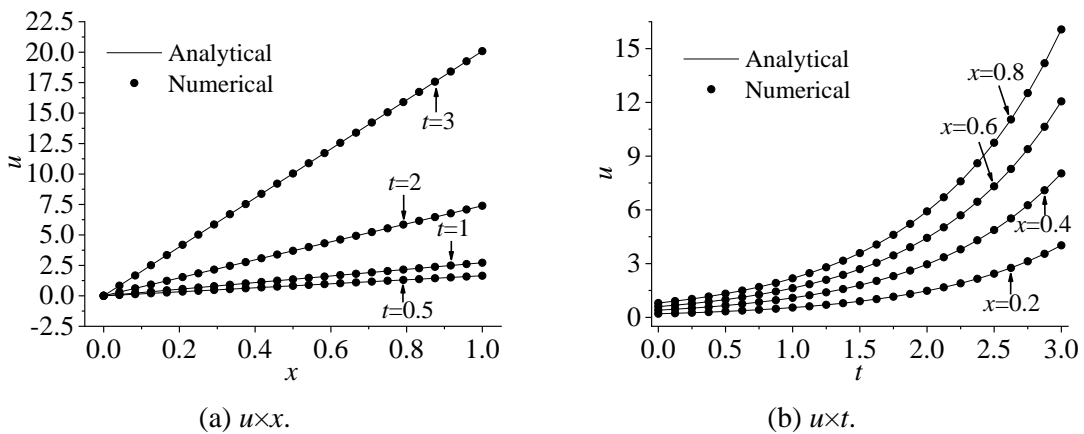 22.5
20.0
17.5
15.0
12.5
10.0
7.5
5.0
2.5
0.0
-2.5
u
Analytical
Numerical
t=3
t=2
t=1
t=0.5
0.0 0.2 0.4 0.6 0.8 1.0
x
(a) u×x.
15
12
9
6
3
0
u
Analytical
Numerical
x=0.8
x=0.6
x=0.4
x=0.2
0.0 0.5 1.0 1.5 2.0 2.5 3.0
t
(b) u×t.